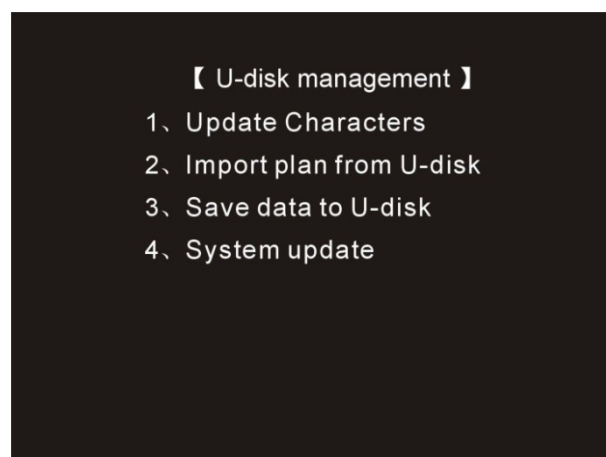 【 U-disk management 】
1、Update Characters
2、Import plan from U-disk
3、Save data to U-disk
4、System update